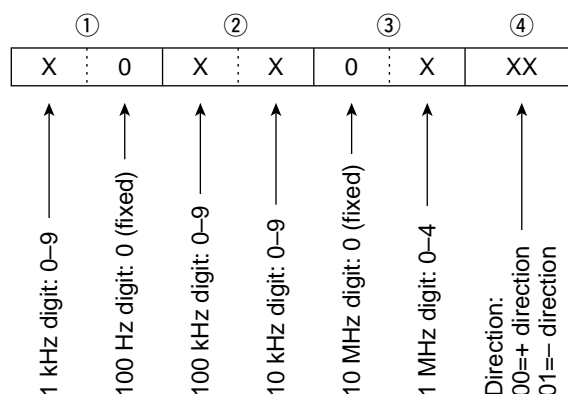 ① ② ③ ④
X 0 X X 0 X XX
1 kHz digit: 0–9
100 Hz digit: 0 (fixed)
100 kHz digit: 0–9
10 kHz digit: 0–9
10 MHz digit: 0 (fixed)
1 MHz digit: 0–4
Direction:
00=+ direction
01=– direction